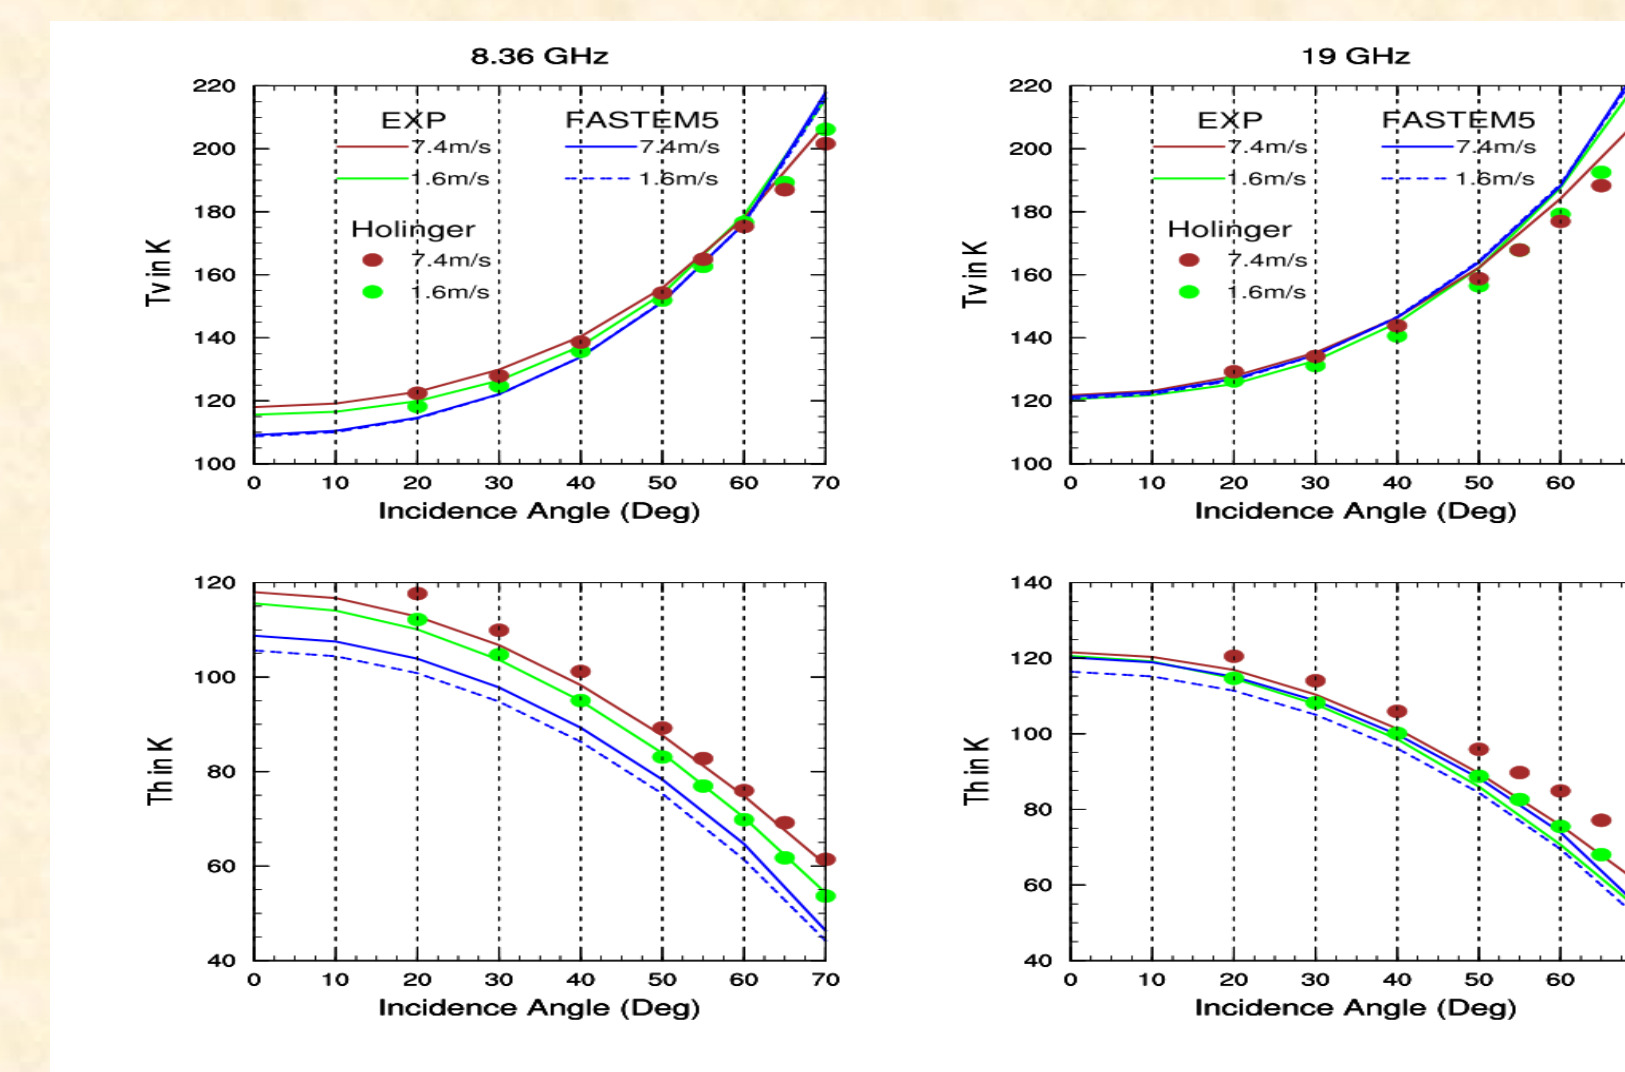 8.36 GHz
220
200
180
160
140
120
100
Tv in K
EXP FASTEM5
7.4m/s 7.4m/s
1.6m/s 1.6m/s
Holinger
7.4m/s
1.6m/s
0 10 20 30 40 50 60 70
Incidence Angle (Deg)
19 GHz
220
200
180
160
140
120
100
Tv in K
EXP FASTEM5
7.4m/s 7.4m/s
1.6m/s 1.6m/s
Holinger
7.4m/s
1.6m/s
0 10 20 30 40 50 60
Incidence Angle (Deg)
120
100
80
60
40
Th in K
0 10 20 30 40 50 60 70
Incidence Angle (Deg)
140
120
100
80
60
40
Th in K
0 10 20 30 40 50 60
Incidence Angle (Deg)